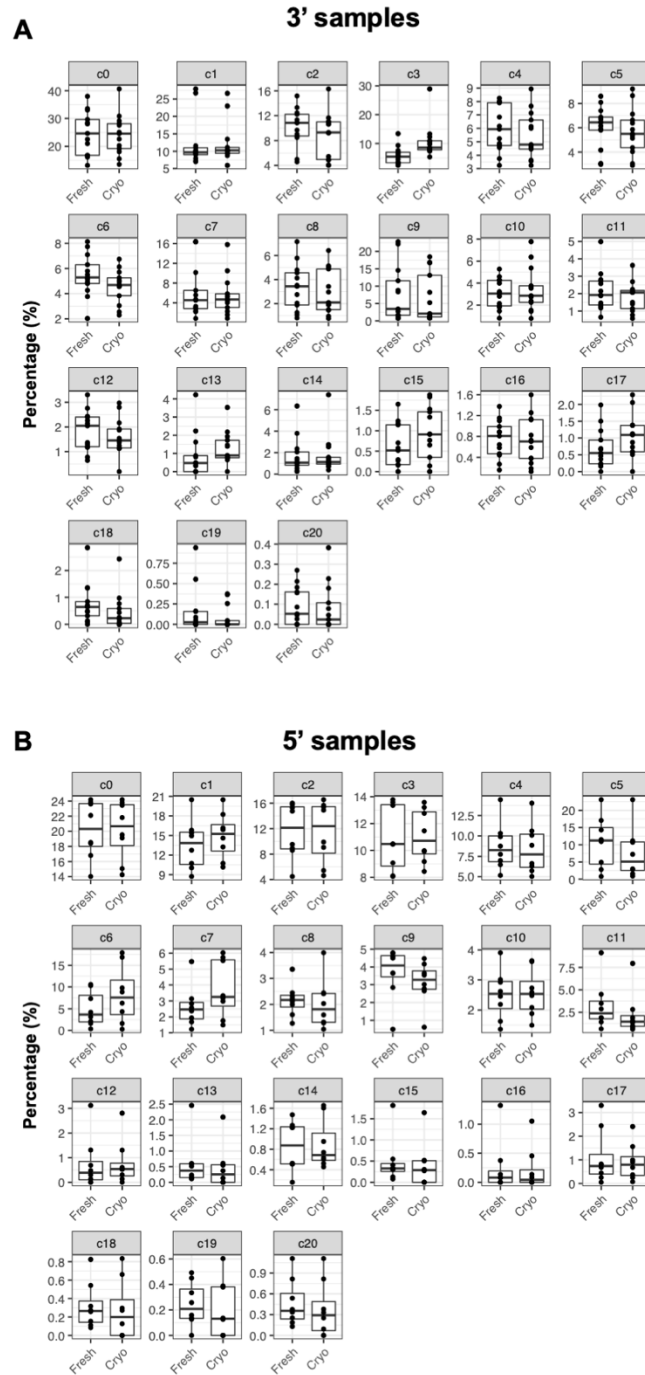 A
3' samples
c0 c1 c2 c3 c4 c5
40 30 20
25 20 15 10 5
16 12 8 4
30 20 10
9 8 7 6 5 4 3
8 6 4
Fresh Cryo Fresh Cryo Fresh Cryo Fresh Cryo Fresh Cryo Fresh Cryo
Percentage (%)
c6 c7 c8 c9 c10 c11
8 6 4 2
16 12 8 4
6 4 2
20 15 10 5 0
8 6 4 2
5 4 3 2 1
Fresh Cryo Fresh Cryo Fresh Cryo Fresh Cryo Fresh Cryo Fresh Cryo
c12 c13 c14 c15 c16 c17
3 2 1
4 3 2 1 0
6 4 2 0
1.5 1.0 0.5 0.0
1.6 1.2 0.8 0.4
2.0 1.5 1.0 0.5 0.0
Fresh Cryo Fresh Cryo Fresh Cryo Fresh Cryo Fresh Cryo Fresh Cryo
c18 c19 c20
2 1 0
0.75 0.50 0.25 0.00
0.4 0.3 0.2 0.1 0.0
Fresh Cryo Fresh Cryo Fresh Cryo
B
5' samples
c0 c1 c2 c3 c4 c5
24 22 20 18 16 14
21 18 15 12 9
16 12 8 4
14 12 10 8
12.5 10.0 7.5 5.0
20 15 10 5 0
Fresh Cryo Fresh Cryo Fresh Cryo Fresh Cryo Fresh Cryo Fresh Cryo
Percentage (%)
c6 c7 c8 c9 c10 c11
15 10 5 0
6 5 4 3 2 1
4 3 2 1
5 4 3 2 1
4 3 2
7.5 5.0 2.5
Fresh Cryo Fresh Cryo Fresh Cryo Fresh Cryo Fresh Cryo Fresh Cryo
c12 c13 c14 c15 c16 c17
3 2 1 0
2.5 2.0 1.5 1.0 0.5 0.0
1.6 1.2 0.8 0.4
1.5 1.0 0.5 0.0
1.0 0.5 0.0
3 2 1 0
Fresh Cryo Fresh Cryo Fresh Cryo Fresh Cryo Fresh Cryo Fresh Cryo
c18 c19 c20
0.8 0.6 0.4 0.2 0.0
0.6 0.4 0.2 0.0
0.9 0.6 0.3 0.0
Fresh Cryo Fresh Cryo Fresh Cryo